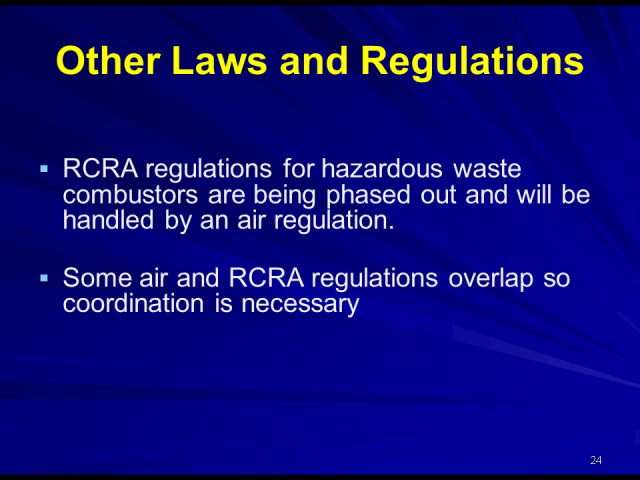 Other Laws and Regulations
▪ RCRA regulations for hazardous waste
combustors are being phased out and will be
handled by an air regulation.
▪ Some air and RCRA regulations overlap so
coordination is necessary
24